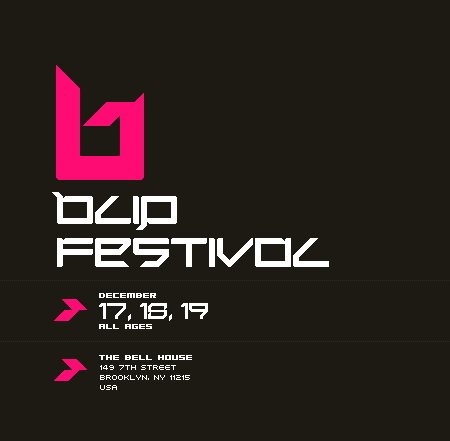 BLIP
FESTIVAL
DECEMBER
17, 18, 19
ALL AGES
THE BELL HOUSE
149 7TH STREET
BROOKLYN, NY 11215
USA